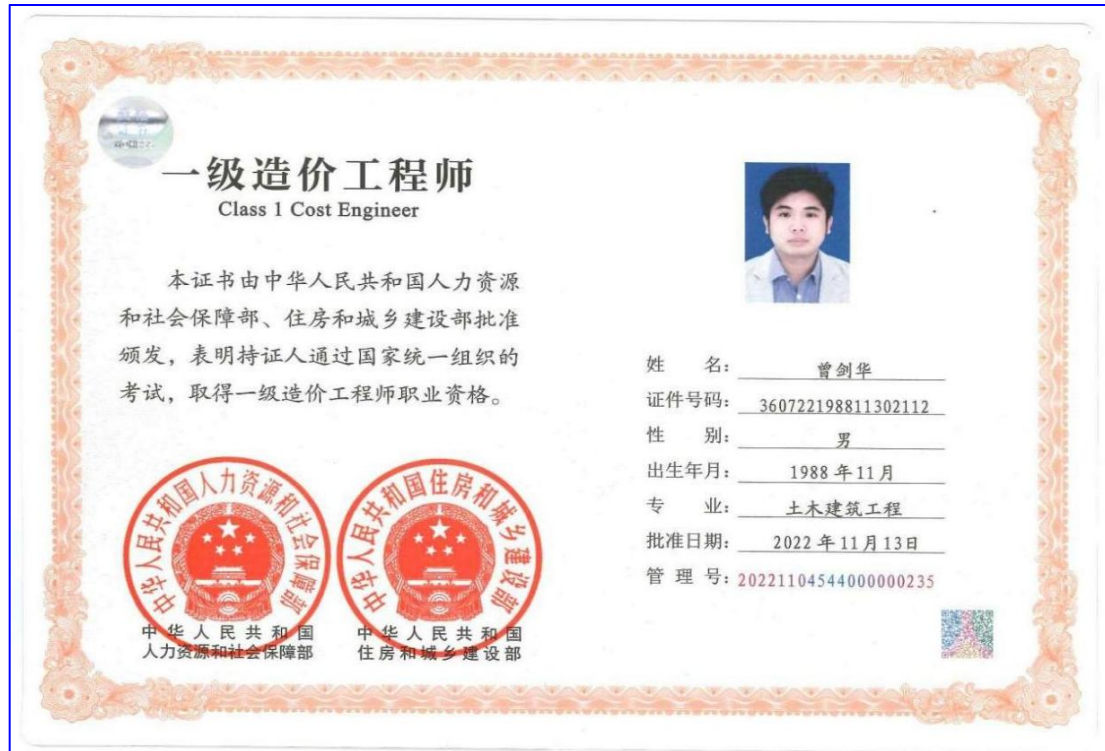 一级造价工程师
Class 1 Cost Engineer
本证书由中华人民共和国人力资源
和社会保障部、住房和城乡建设部批准
颁发，表明持证人通过国家统一组织的
考试，取得一级造价工程师职业资格。
中华人民共和国人力资源和社会保障部
中华人民共和国
人力资源和社会保障部
中华人民共和国住房和城乡建设部
中华人民共和国
住房和城乡建设部
姓 名：曾剑华
证件号码：360722198811302112
性 别：男
出生年月：1988年11月
专 业：土木建筑工程
批准日期：2022年11月13日
管 理 号：20221104544000000235